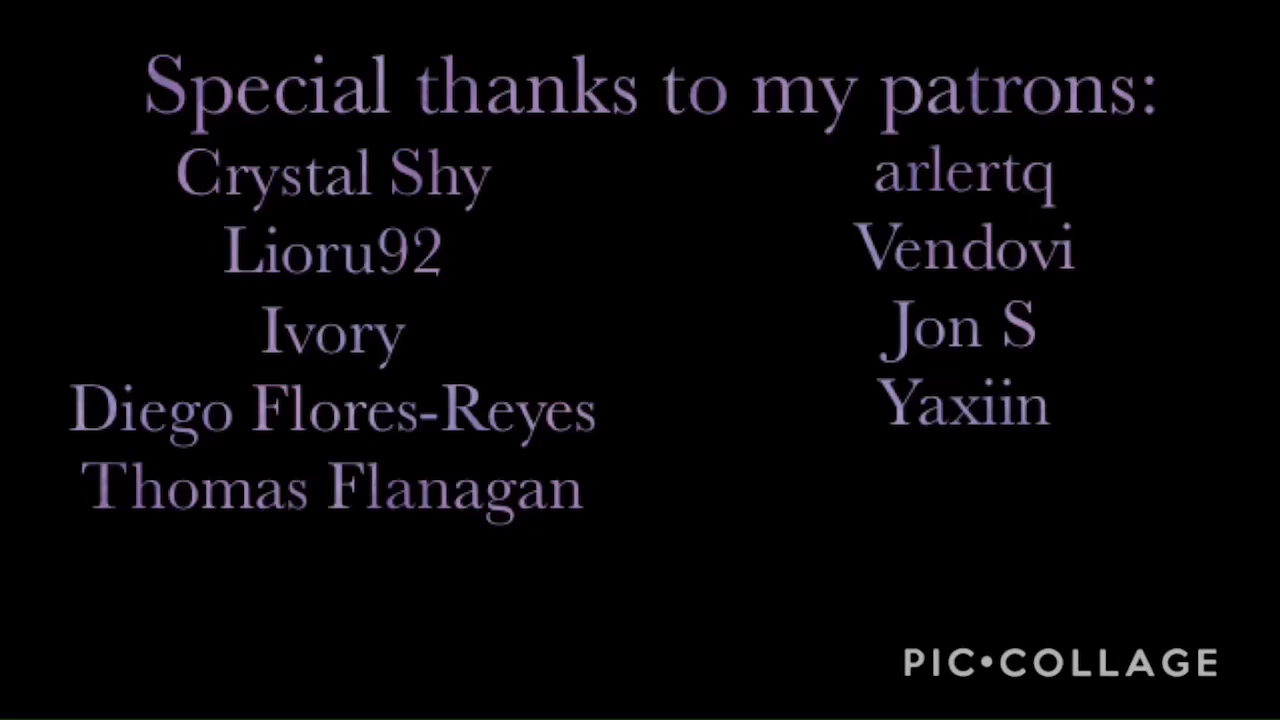 Special thanks to my patrons:
Crystal Shy
Lioru92
Ivory
Diego Flores-Reyes
Thomas Flanagan
arlertq
Vendovi
Jon S
Yaxiin
PIC•COLLAGE